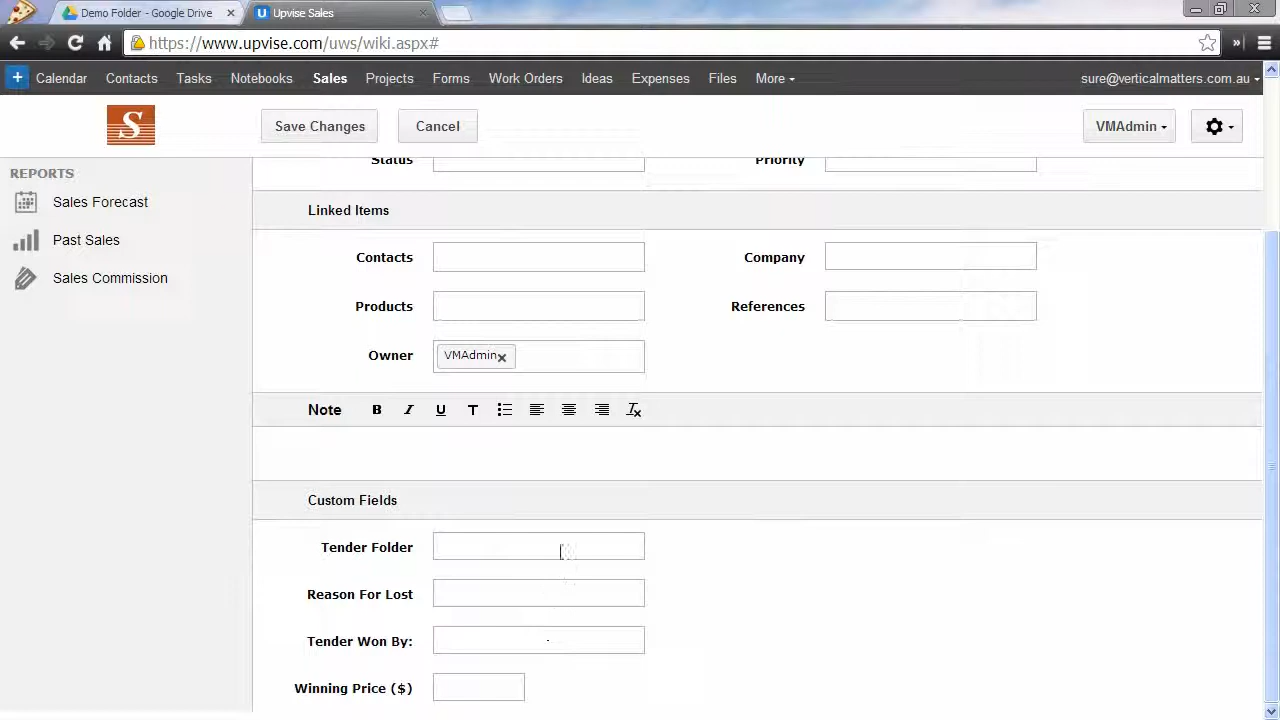 Demo Folder - Google Drive
Upvise Sales
https://www.upvise.com/uws/wiki.aspx#
+ Calendar Contacts Tasks Notebooks Sales Projects Forms Work Orders Ideas Expenses Files More sure@verticalmatters.com.au
S Save Changes Cancel VMAdmin
REPORTS
Sales Forecast
Past Sales
Sales Commission
Status Priority
Linked Items
Contacts Company
Products References
Owner VMAdmin x
Note B I U T Tx
Custom Fields
Tender Folder
Reason For Lost
Tender Won By:
Winning Price ($)